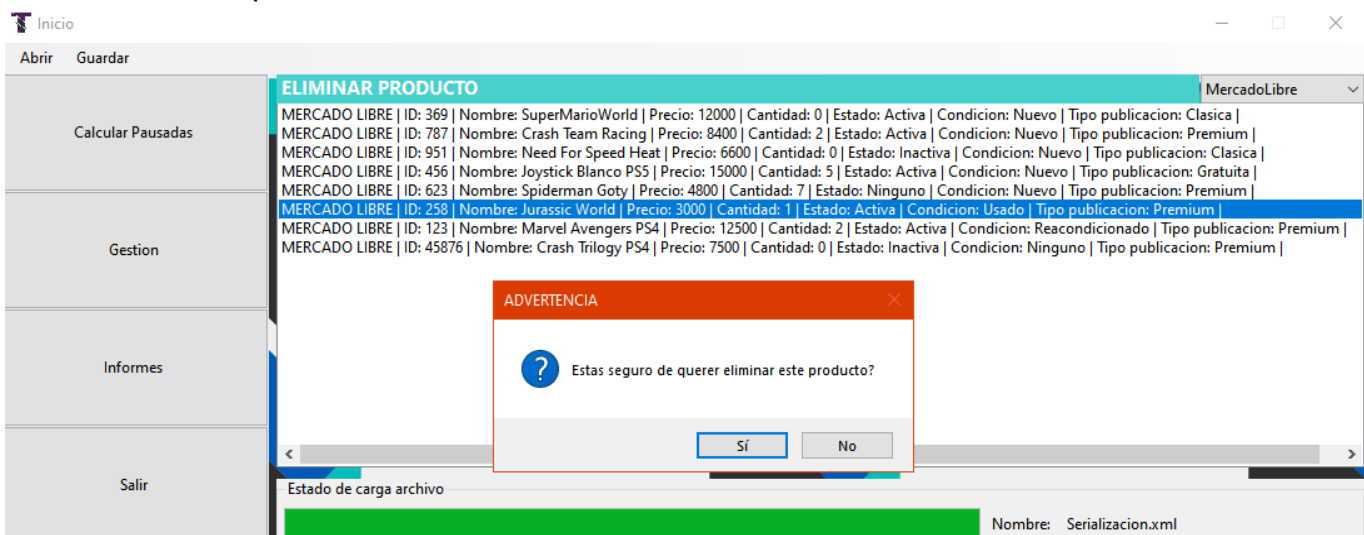 Inicio
Abrir Guardar
Calcular Pausadas
Gestion
Informes
Salir
ELIMINAR PRODUCTO
MercadoLibre
MERCADO LIBRE | ID: 369 | Nombre: SuperMarioWorld | Precio: 12000 | Cantidad: 0 | Estado: Activa | Condicion: Nuevo | Tipo publicacion: Clasica |
MERCADO LIBRE | ID: 787 | Nombre: Crash Team Racing | Precio: 8400 | Cantidad: 2 | Estado: Activa | Condicion: Nuevo | Tipo publicacion: Premium |
MERCADO LIBRE | ID: 951 | Nombre: Need For Speed Heat | Precio: 6600 | Cantidad: 0 | Estado: Inactiva | Condicion: Nuevo | Tipo publicacion: Clasica |
MERCADO LIBRE | ID: 456 | Nombre: Joystick Blanco PS5 | Precio: 15000 | Cantidad: 5 | Estado: Activa | Condicion: Nuevo | Tipo publicacion: Gratuita |
MERCADO LIBRE | ID: 623 | Nombre: Spiderman Goty | Precio: 4800 | Cantidad: 7 | Estado: Ninguno | Condicion: Nuevo | Tipo publicacion: Premium |
MERCADO LIBRE | ID: 258 | Nombre: Jurassic World | Precio: 3000 | Cantidad: 1 | Estado: Activa | Condicion: Usado | Tipo publicacion: Premium |
MERCADO LIBRE | ID: 123 | Nombre: Marvel Avengers PS4 | Precio: 12500 | Cantidad: 2 | Estado: Activa | Condicion: Reacondicionado | Tipo publicacion: Premium |
MERCADO LIBRE | ID: 45876 | Nombre: Crash Trilogy PS4 | Precio: 7500 | Cantidad: 0 | Estado: Inactiva | Condicion: Ninguno | Tipo publicacion: Premium |
ADVERTENCIA
Estas seguro de querer eliminar este producto?
Sí No
Estado de carga archivo
Nombre: Serializacion.xml